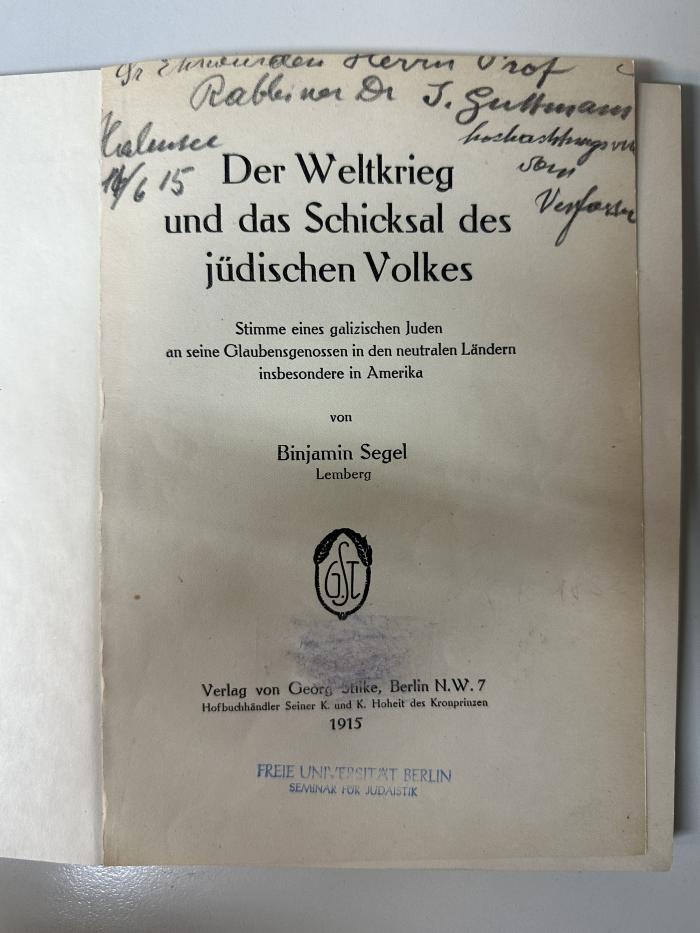 Sr Ehrwürden Herrn Prof
Rabbiner Dr J. Guttmann
hochachtungsvoll
vom
Verfasser
Halensee
14/6 15
Der Weltkrieg
und das Schicksal des
jüdischen Volkes
Stimme eines galizischen Juden
an seine Glaubensgenossen in den neutralen Ländern
insbesondere in Amerika
von
Binjamin Segel
Lemberg
G.St
Verlag von Georg Stilke, Berlin N.W. 7
Hofbuchhändler Seiner K. und K. Hoheit des Kronprinzen
1915
FREIE UNIVERSITÄT BERLIN
SEMINAR FÜR JUDAISTIK